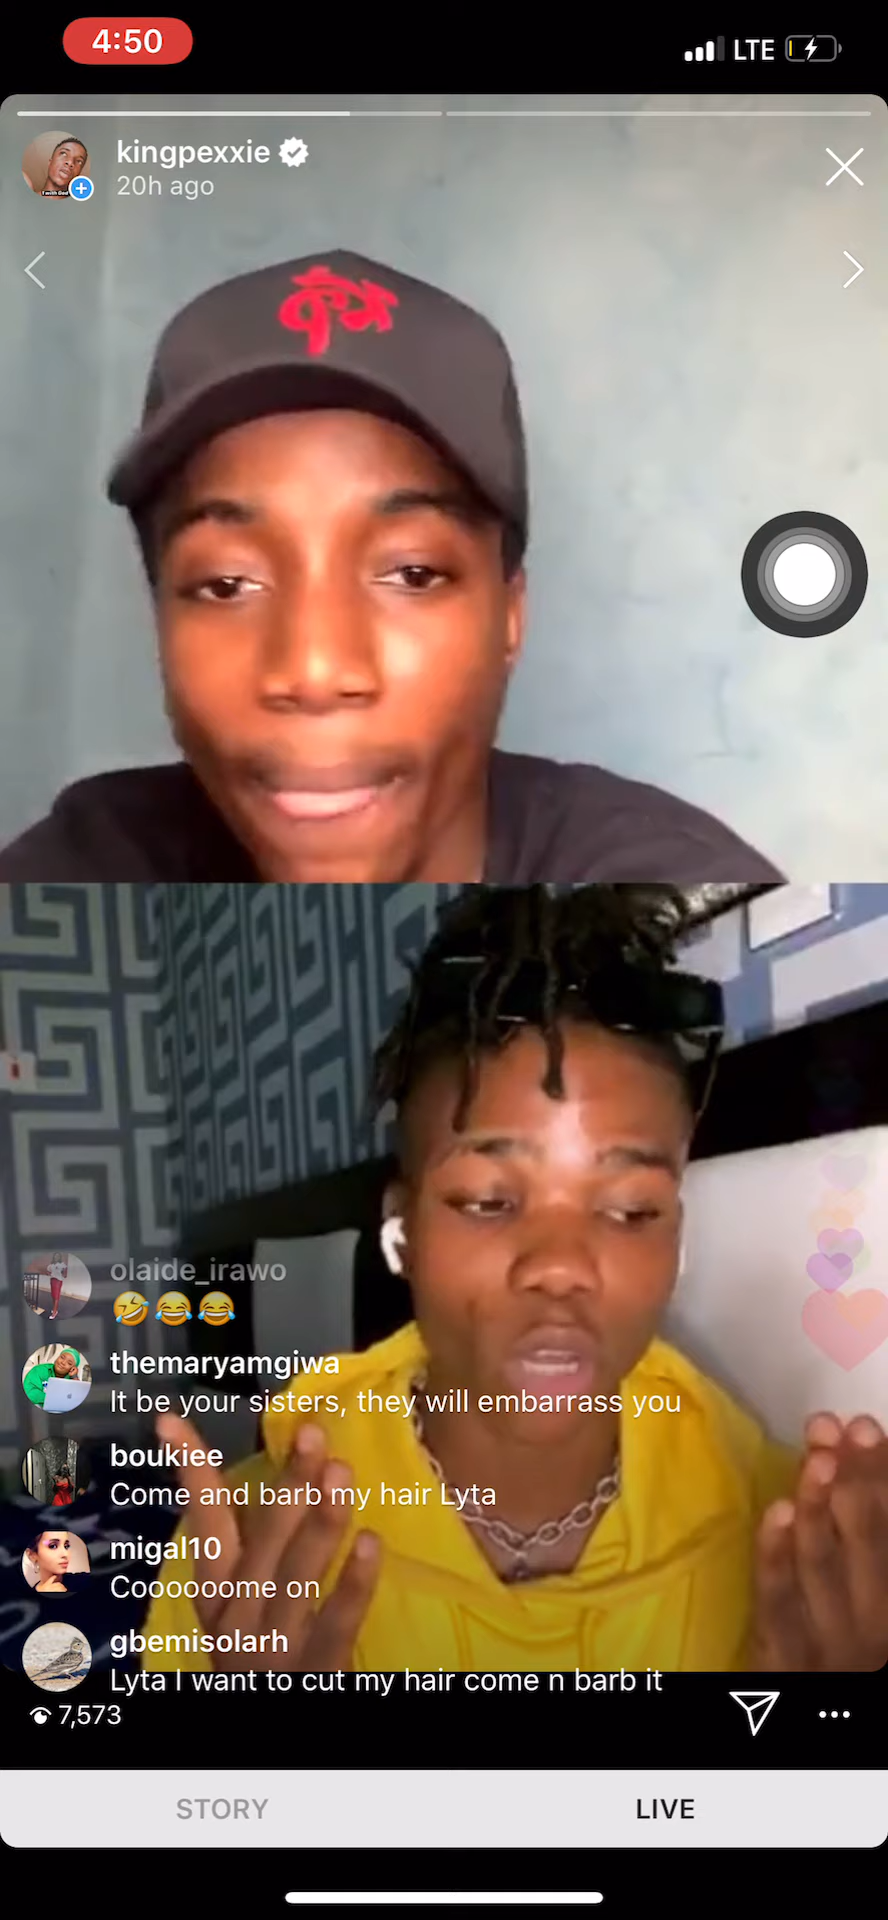 4:50
LTE
kingpexxie
20h ago
olaide_irawo
🤣😂😂
themaryamgiwa
It be your sisters, they will embarrass you
boukiee
Come and barb my hair Lyta
migal10
Coooooome on
gbemisolarh
Lyta I want to cut my hair come n barb it
7,573
STORY
LIVE